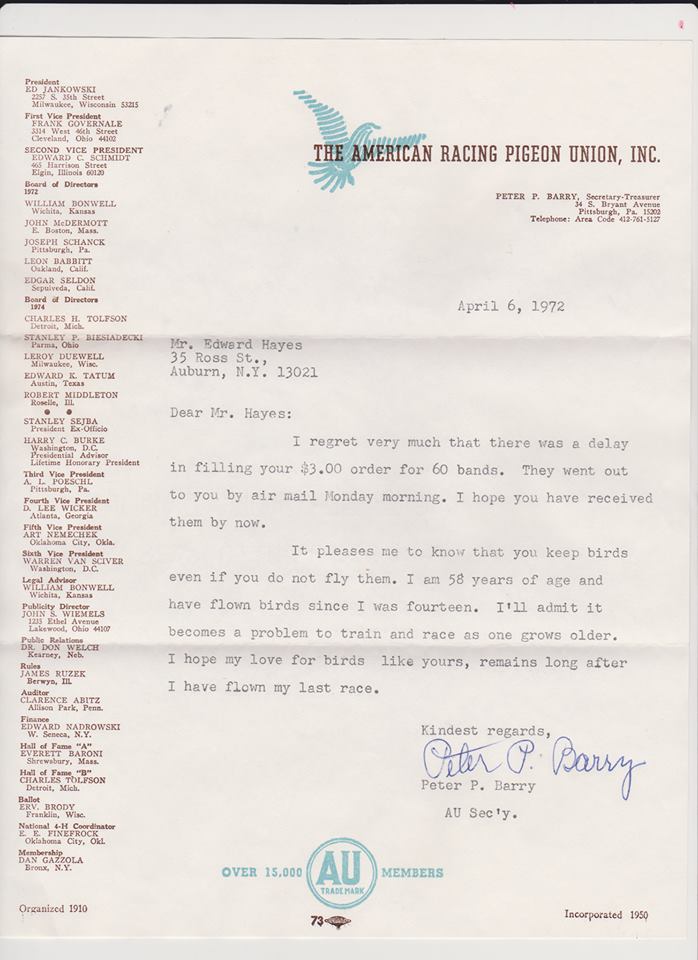 President
ED JANKOWSKI
2257 S. 35th Street
Milwaukee, Wisconsin 53215
First Vice President
FRANK GOVERNALE
3314 West 46th Street
Cleveland, Ohio 44102
SECOND VICE PRESIDENT
EDWARD C. SCHMIDT
465 Harrison Street
Elgin, Illinois 60120
Board of Directors
1972
WILLIAM BONWELL
Wichita, Kansas
JOHN McDERMOTT
E. Boston, Mass.
JOSEPH SCHANCK
Pittsburgh, Pa.
LEON BABBITT
Oakland, Calif.
EDGAR SELDON
Sepulveda, Calif.
Board of Directors
1974
CHARLES H. TOLFSON
Detroit, Mich.
STANLEY P. BIESIADECKI
Parma, Ohio
LEROY DUEWELL
Milwaukee, Wisc.
EDWARD K. TATUM
Austin, Texas
ROBERT MIDDLETON
Roselle, Ill.
STANLEY SEJBA
President Ex-Officio
HARRY C. BURKE
Washington, D.C.
Presidential Advisor
Lifetime Honorary President
Third Vice President
A. L. POESCHL
Pittsburg, Pa.
Fourth Vice President
D. LEE WICKER
Atlanta, Georgia
Fifth Vice President
ART NEMECHEK
Oklahoma City, Okla.
Sixth Vice President
WARREN VAN SCIVER
Washington, D.C.
Legal Advisor
WILLIAM BONWELL
Wichita, Kansas
Publicity Director
JOHN S. WIEMELS
1233 Ethel Avenue
Lakewood, Ohio 44107
Public Relations
DR. DON WELCH
Kearney, Neb.
Rules
JAMES RUZEK
Berwyn, Ill.
Auditor
CLARENCE ABITZ
Allison Park, Penn.
Finance
EDWARD NADROWSKI
W. Seneca, N.Y.
Hall of Fame "A"
EVERETT BARONI
Shrewsbury, Mass.
Hall of Fame "B"
CHARLES TOLFSON
Detroit, Mich.
Ballot
ERV. BRODY
Franklin, Wisc.
National 4-H Coordinator
E. E. FINEFROCK
Oklahoma City, Okl.
Membership
DAN GAZZOLA
Bronx, N.Y.
Organized 1910
THE AMERICAN RACING PIGEON UNION, INC.
PETER P. BARRY, Secretary-Treasurer
34 S. Bryant Avenue
Pittsburgh, Pa. 15202
Telephone: Area Code 412-761-5127
April 6, 1972
Mr. Edward Hayes
35 Ross St.,
Auburn, N.Y. 13021
Dear Mr. Hayes:
I regret very much that there was a delay
in filling your $3.00 order for 60 bands. They went out
to you by air mail Monday morning. I hope you have received
them by now.
It pleases me to know that you keep birds
even if you do not fly them. I am 58 years of age and
have flown birds since I was fourteen. I'll admit it
becomes a problem to train and race as one grows older.
I hope my love for birds like yours, remains long after
I have flown my last race.
Kindest regards,
Peter P. Barry
Peter P. Barry
AU Sec'y.
OVER 15,000 AU MEMBERS
TRADE MARK
73
Incorporated 1950